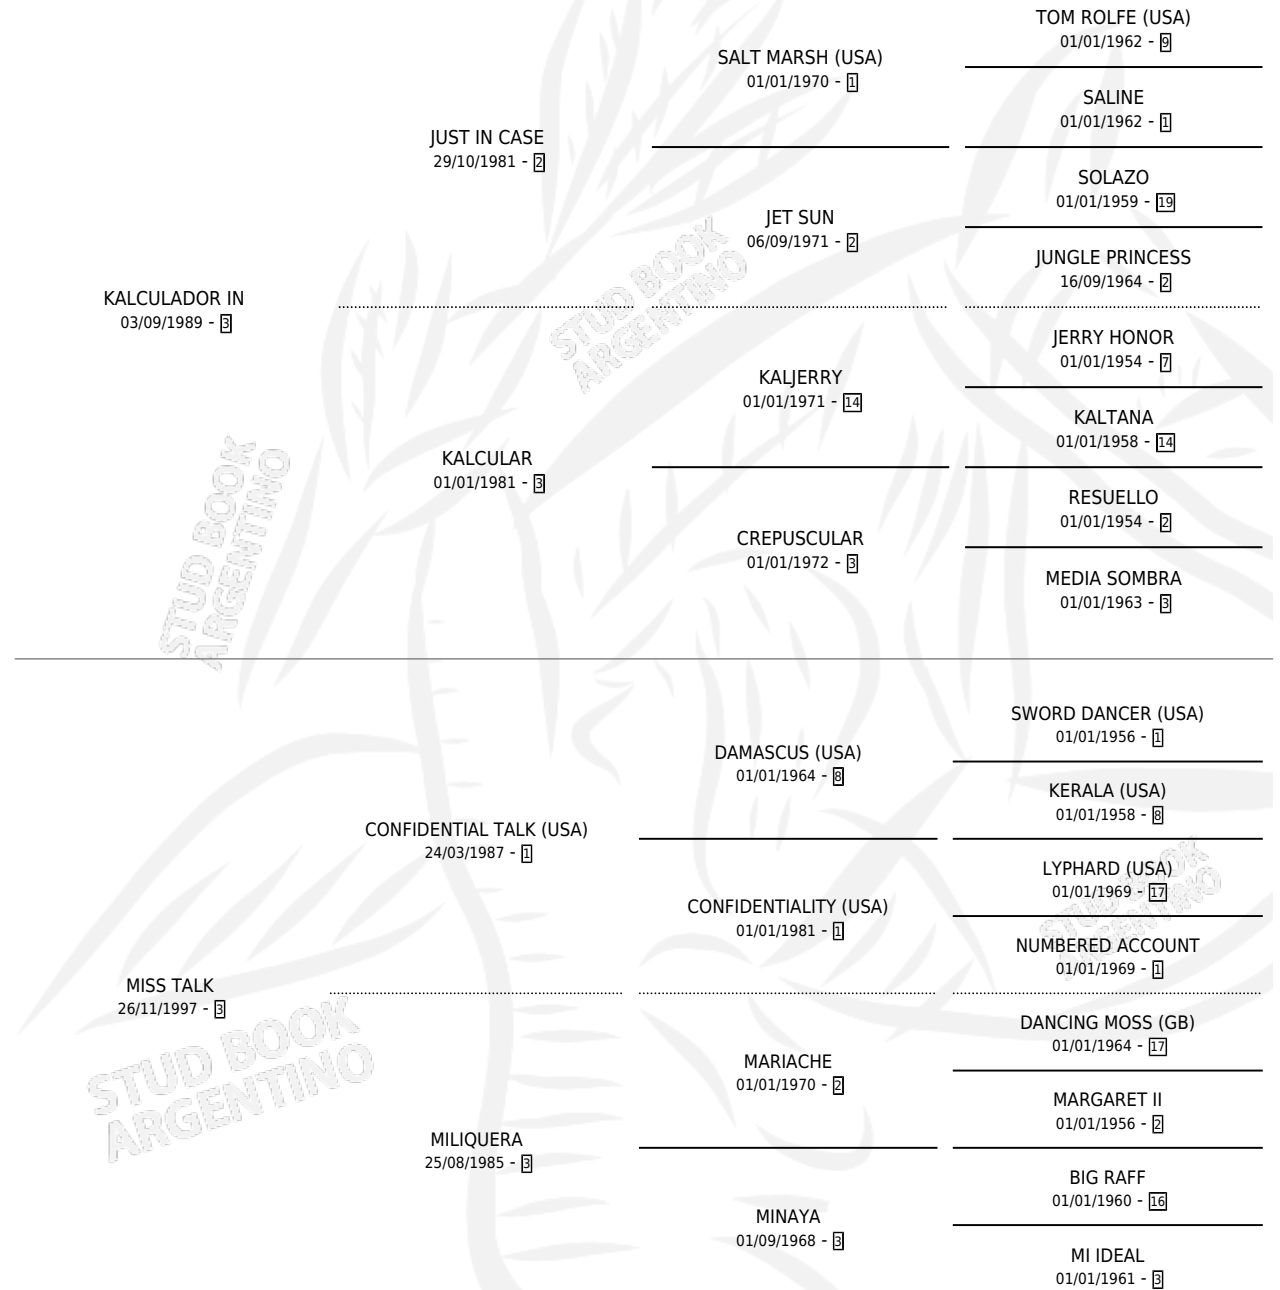 TOM ROLFE (USA)
01/01/1962 - 9
SALT MARSH (USA)
01/01/1970 - 1
SALINE
01/01/1962 - 1
JUST IN CASE
29/10/1981 - 2
SOLAZO
01/01/1959 - 19
JET SUN
06/09/1971 - 2
JUNGLE PRINCESS
16/09/1964 - 2
KALCULADOR IN
03/09/1989 - 3
JERRY HONOR
01/01/1954 - 7
KALJERRY
01/01/1971 - 14
KALTANA
01/01/1958 - 14
KALCULAR
01/01/1981 - 3
RESUELLO
01/01/1954 - 2
CREPUSCULAR
01/01/1972 - 3
MEDIA SOMBRA
01/01/1963 - 3
STUD BOOK
ARGENTINO
STUD BOOK
ARGENTINO
SWORD DANCER (USA)
01/01/1956 - 1
DAMASCUS (USA)
01/01/1964 - 8
KERALA (USA)
01/01/1958 - 8
CONFIDENTIAL TALK (USA)
24/03/1987 - 1
LYPHARD (USA)
01/01/1969 - 17
CONFIDENTIALITY (USA)
01/01/1981 - 1
NUMBERED ACCOUNT
01/01/1969 - 1
MISS TALK
26/11/1997 - 3
DANCING MOSS (GB)
01/01/1964 - 17
MARIACHE
01/01/1970 - 2
MARGARET II
01/01/1956 - 2
MILIQUERA
25/08/1985 - 3
BIG RAFF
01/01/1960 - 16
MINAYA
01/09/1968 - 3
MI IDEAL
01/01/1961 - 3
STUD BOOK
ARGENTINO
STUD BOOK
ARGENTINO